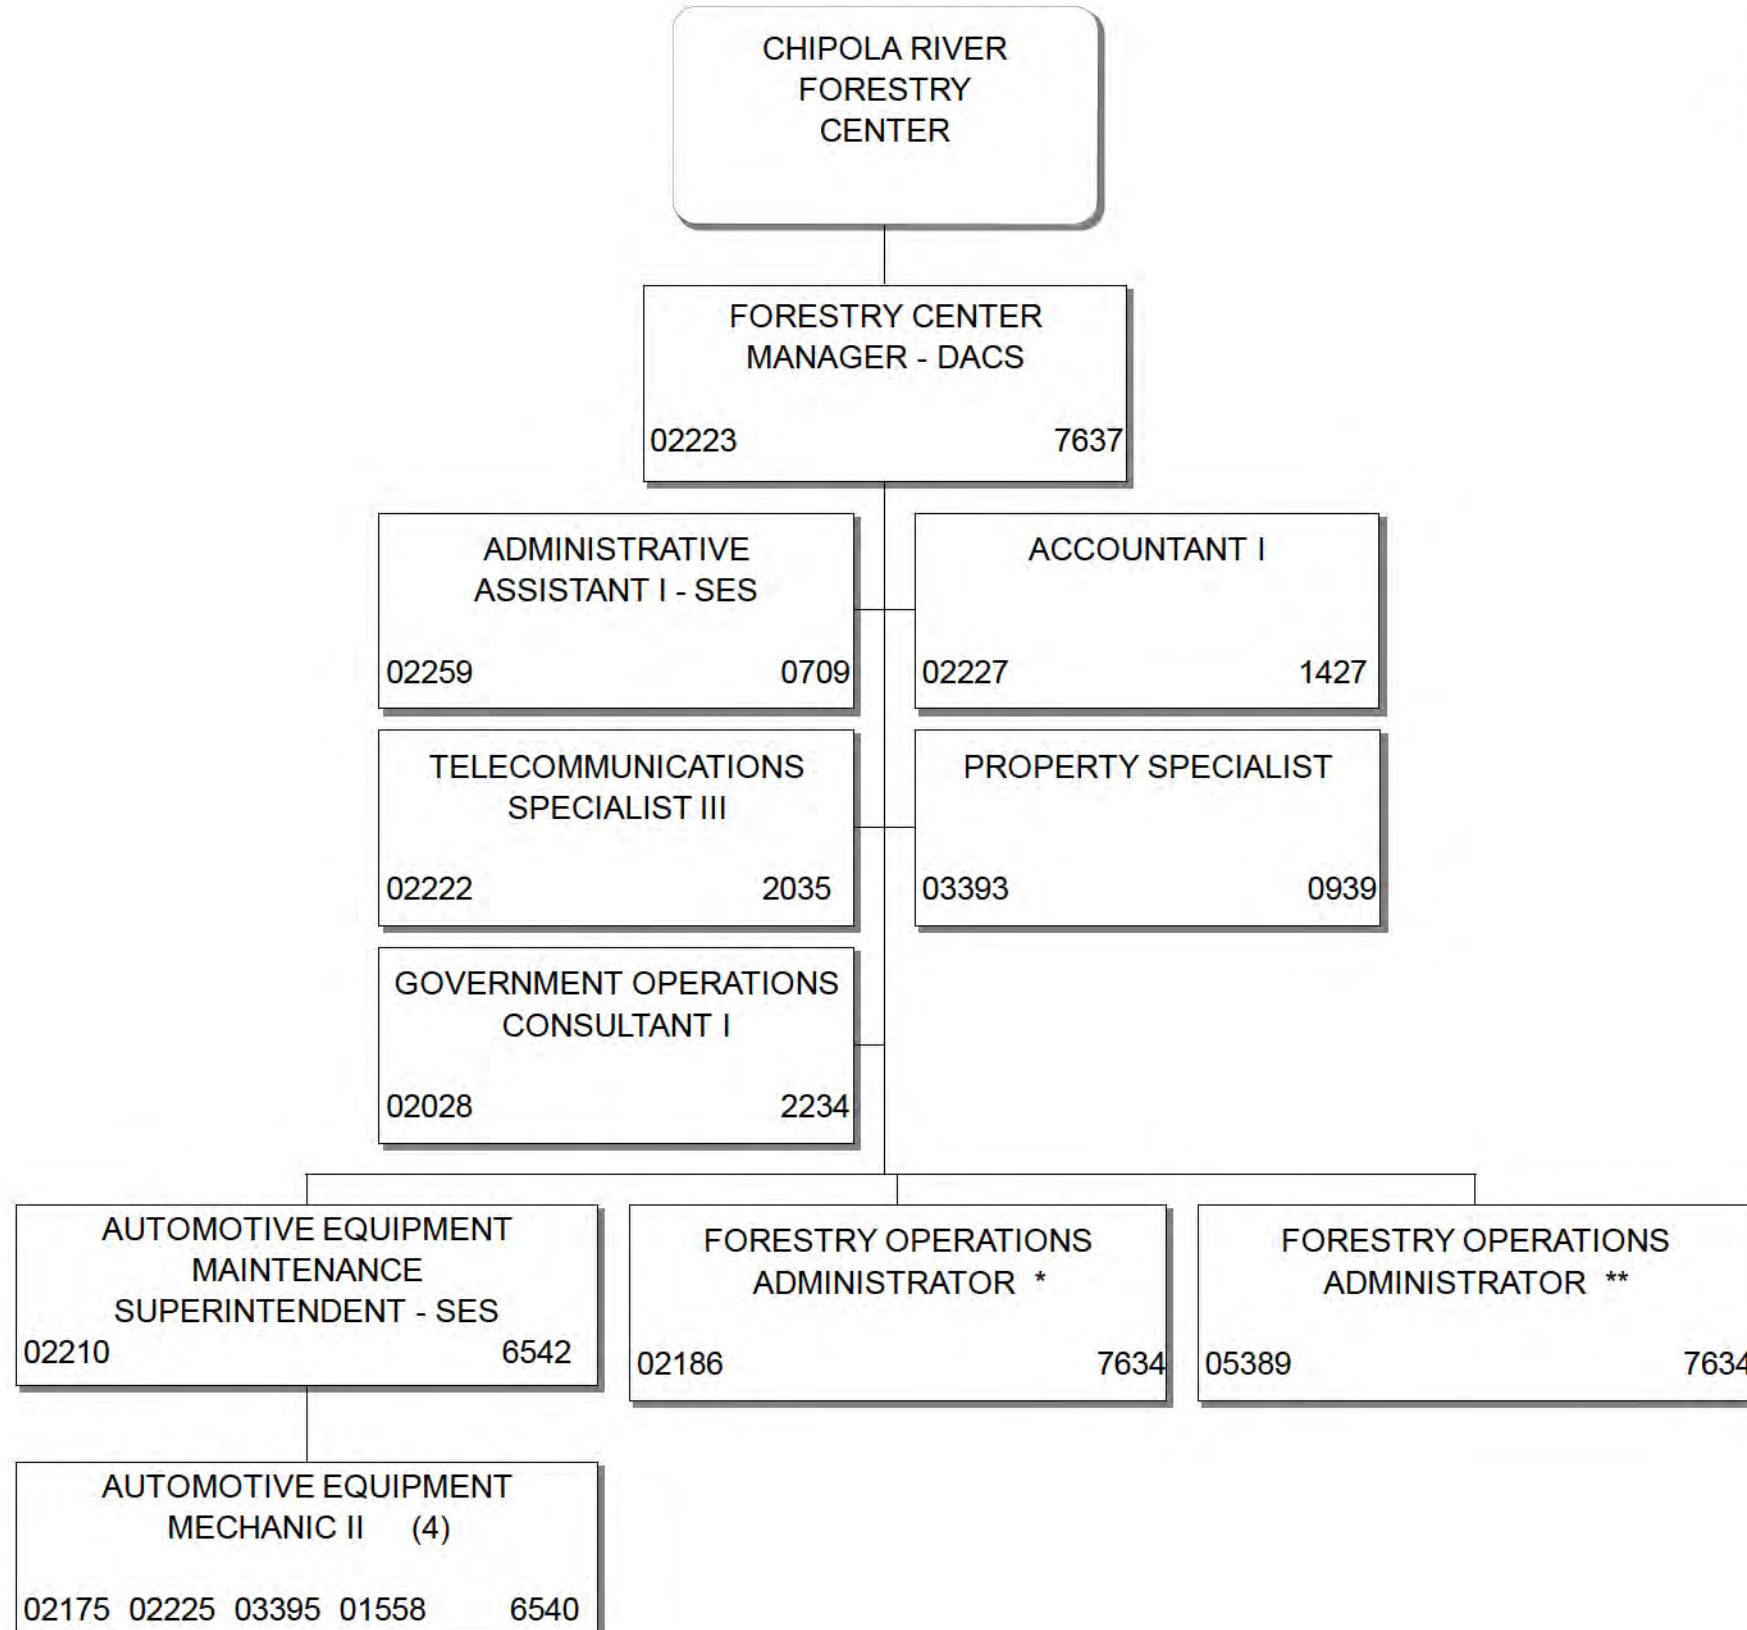 CHIPOLA RIVER
FORESTRY
CENTER
FORESTRY CENTER
MANAGER - DACS
02223 7637
ADMINISTRATIVE
ASSISTANT I - SES
02259 0709
ACCOUNTANT I
02227 1427
TELECOMMUNICATIONS
SPECIALIST III
02222 2035
PROPERTY SPECIALIST
03393 0939
GOVERNMENT OPERATIONS
CONSULTANT I
02028 2234
AUTOMOTIVE EQUIPMENT
MAINTENANCE
SUPERINTENDENT - SES
02210 6542
FORESTRY OPERATIONS
ADMINISTRATOR *
02186 7634
FORESTRY OPERATIONS
ADMINISTRATOR **
05389 7634
AUTOMOTIVE EQUIPMENT
MECHANIC II (4)
02175 02225 03395 01558 6540